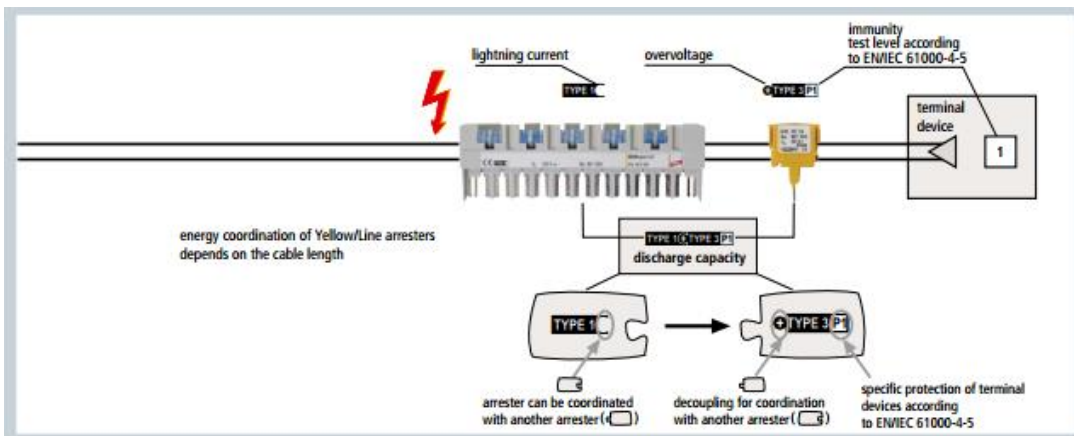 immunity
test level according
to EN/IEC 61000-4-5
lightning current
overvoltage
TYPE 1
TYPE 3 P1
terminal
device
1
energy coordination of Yellow/Line arresters
depends on the cable length
TYPE 1 TYPE 3 P1
discharge capacity
TYPE 1
TYPE 3 P1
arrester can be coordinated
with another arrester ( )
decoupling for coordination
with another arrester ( )
specific protection of terminal
devices according
to EN/IEC 61000-4-5